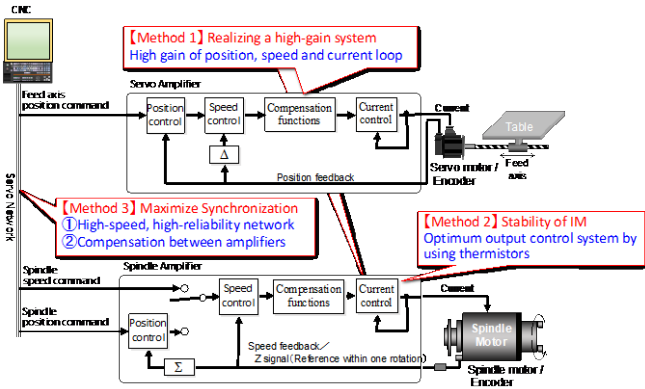 CNC
【Method 1】Realizing a high-gain system
High gain of position, speed and current loop
Feed axis
position command
Servo Amplifier
Position
control
Speed
control
Compensation
functions
Current
control
Current
Table
Δ
Position feedback
Servo motor /
Encoder
Feed
axis
Servo Network
【Method 3】Maximize Synchronization
①High-speed, high-reliability network
②Compensation between amplifiers
【Method 2】Stability of IM
Optimum output control system by
using thermistors
Spindle Amplifier
Spindle
speed command
Speed
control
Compensation
functions
Current
control
Current
Spindle
position command
Position
control
Spindle
Motor
Speed feedback／
Z signal(Reference within one rotation)
Σ
Spindle motor /
Encoder